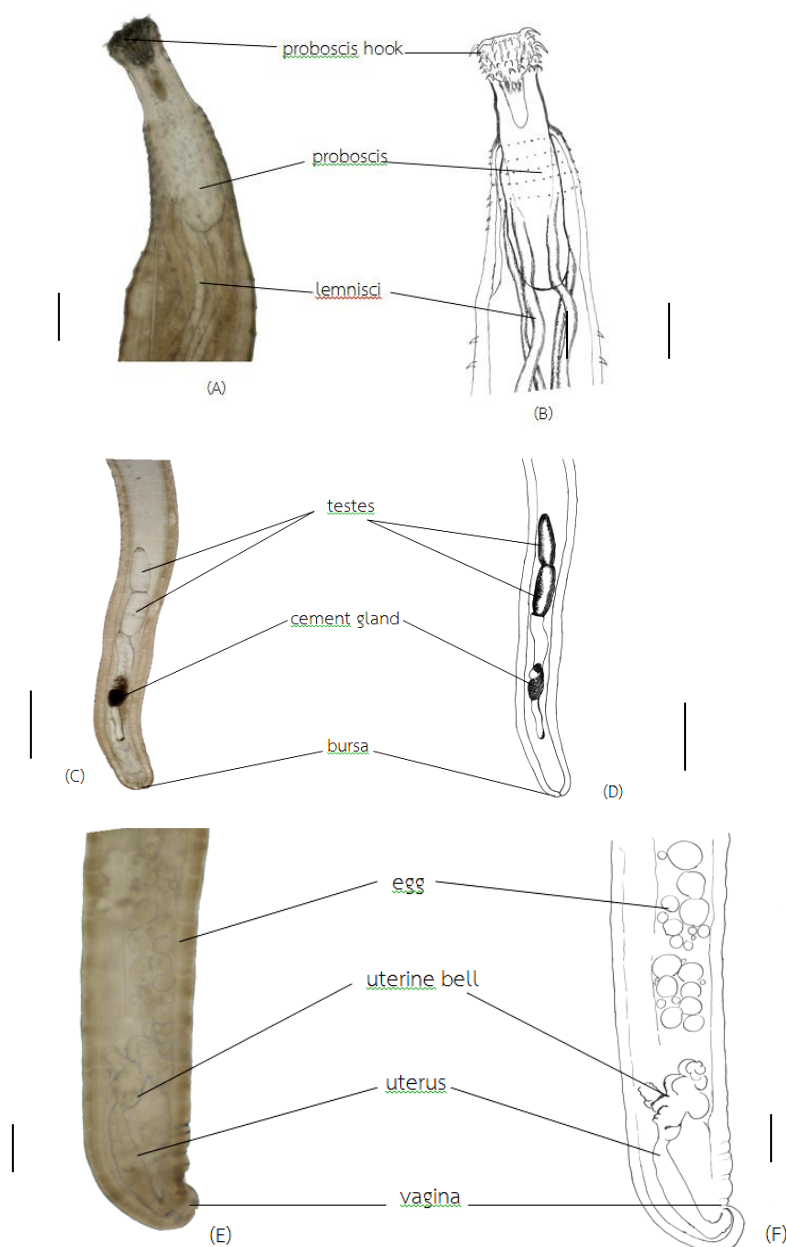 proboscis hook
proboscis
lemnisci
(A)
(B)
testes
cement gland
bursa
(C)
(D)
egg
uterine bell
uterus
vagina
(E)
(F)